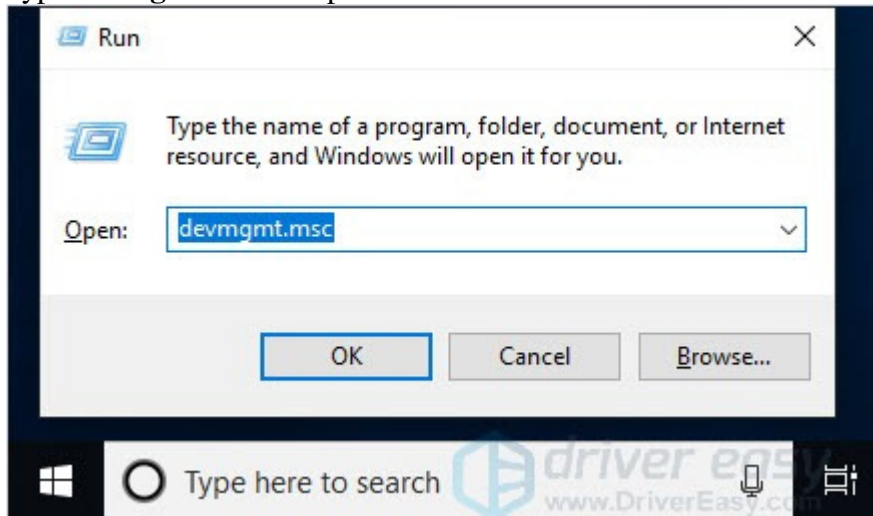 Run
Type the name of a program, folder, document, or Internet
resource, and Windows will open it for you.
Open: devmgmt.msc
OK Cancel Browse...
Type here to search
driver easy
www.DriverEasy.com